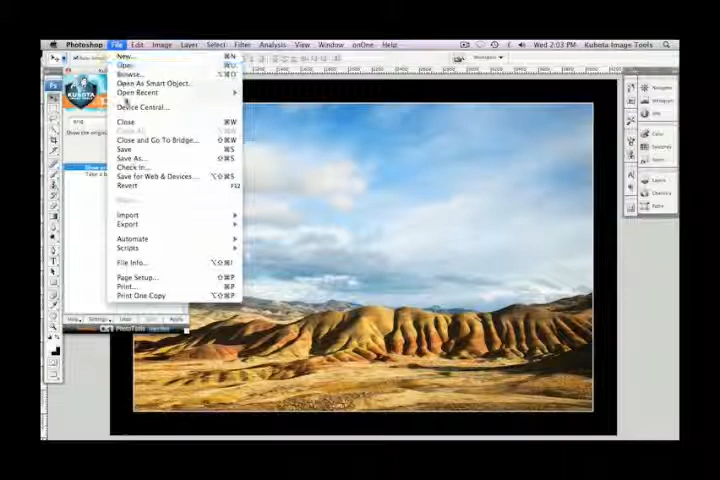 Photoshop File Edit Image Layer Select Filter Analysis View Window onOne Help
Wed 2:03 PM Kubota Image Tools
New... ⌘N
Open
Browse...
Open As Smart Object...
Open Recent
Device Central...
Close ⌘W
Close and Go To Bridge... ⇧⌘W
Save ⌘S
Save As... ⇧⌘S
Check In...
Save for Web & Devices... ⌥⇧⌘S
Revert F12
Import
Export
Automate
Scripts
File Info... ⌥⇧⌘I
Page Setup... ⇧⌘P
Print... ⌘P
Print One Copy ⌥⇧⌘P
KUBOTA
PhotoTools
Navigator
Histogram
Info
Color
Swatches
Styles
Layers
Channels
Paths